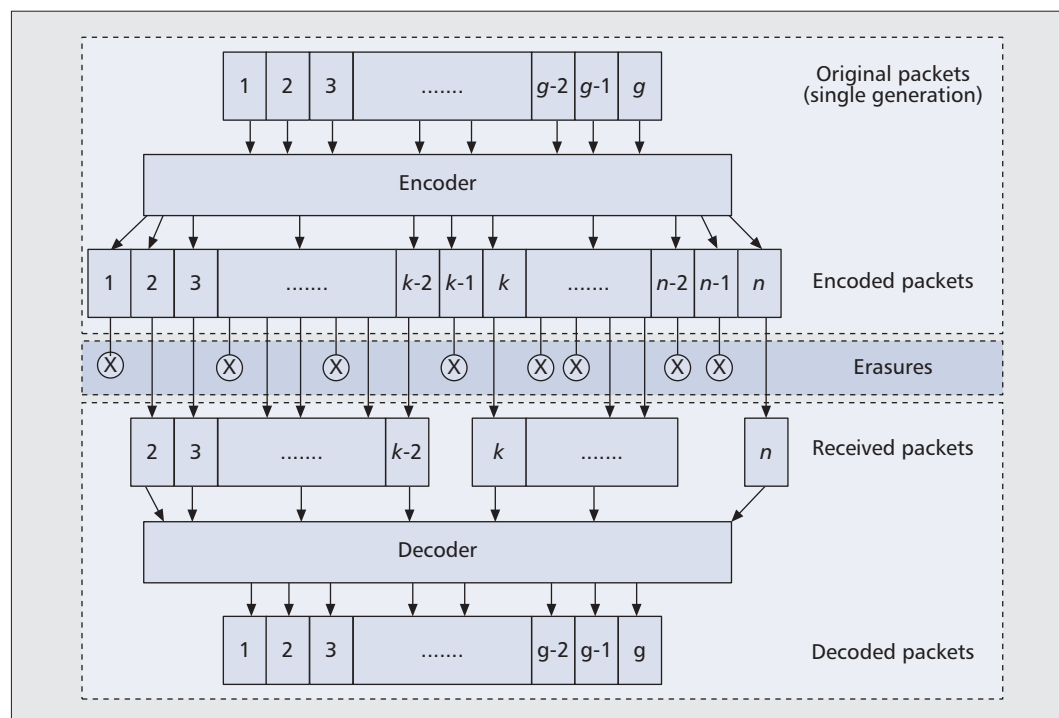 1 2 3 ....... g-2 g-1 g
Original packets
(single generation)
Encoder
1 2 3 ....... k-2 k-1 k ....... n-2 n-1 n
Encoded packets
X X X X X X X X
Erasures
2 3 ....... k-2 k ....... n
Received packets
Decoder
1 2 3 ....... g-2 g-1 g
Decoded packets